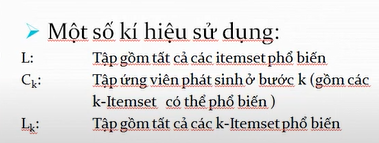 Một số kí hiệu sử dụng:
L: Tập gồm tất cả các itemset phổ biến
Ck: Tập ứng viên phát sinh ở bước k (gồm các
k-Itemset có thể phổ biến )
Lk: Tập gồm tất cả các k-Itemset phổ biến